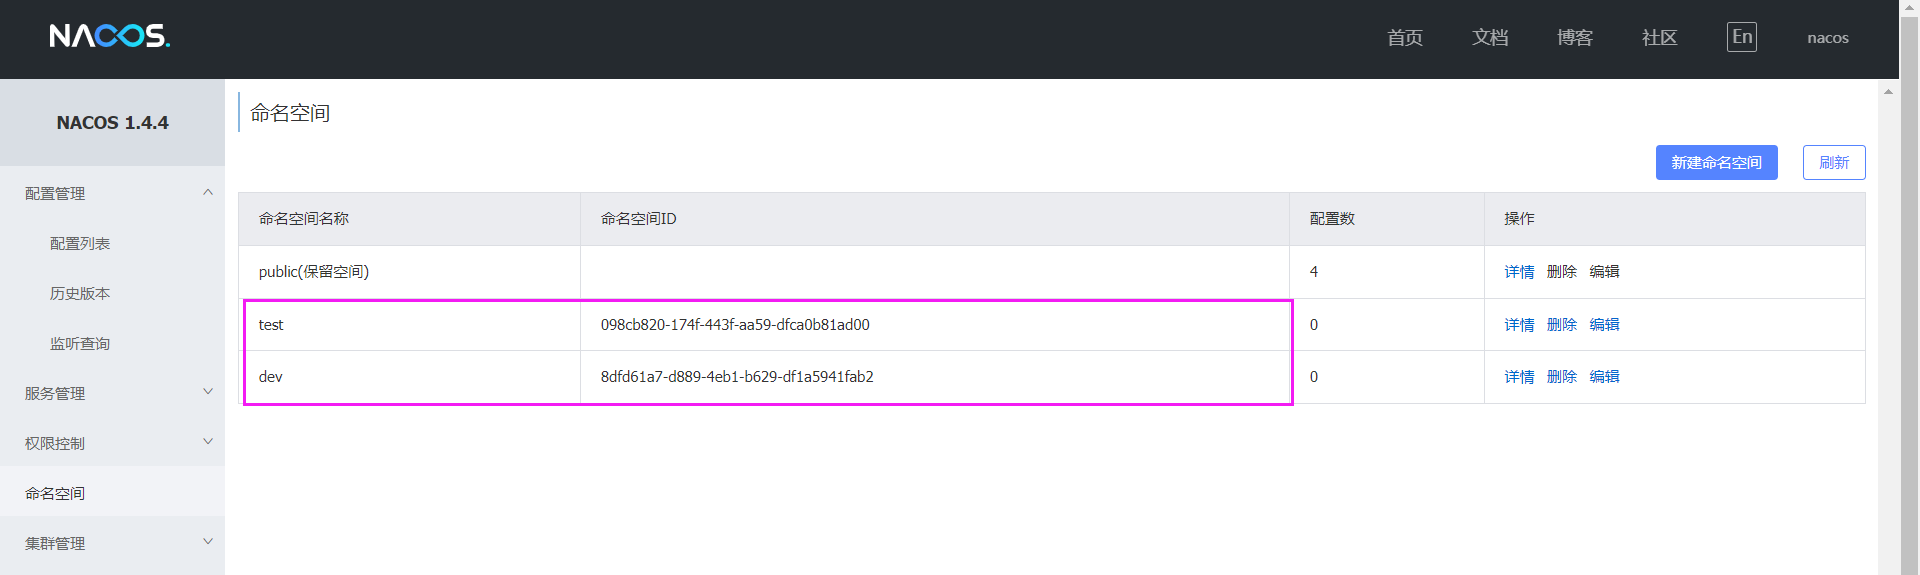 NACOS.
首页 文档 博客 社区 En nacos
NACOS 1.4.4
配置管理
配置列表
历史版本
监听查询
服务管理
权限控制
命名空间
集群管理
命名空间
新建命名空间 刷新
命名空间名称 命名空间ID 配置数 操作
public(保留空间) 4 详情 删除 编辑
test 098cb820-174f-443f-aa59-dfca0b81ad00 0 详情 删除 编辑
dev 8dfd61a7-d889-4eb1-b629-df1a5941fab2 0 详情 删除 编辑